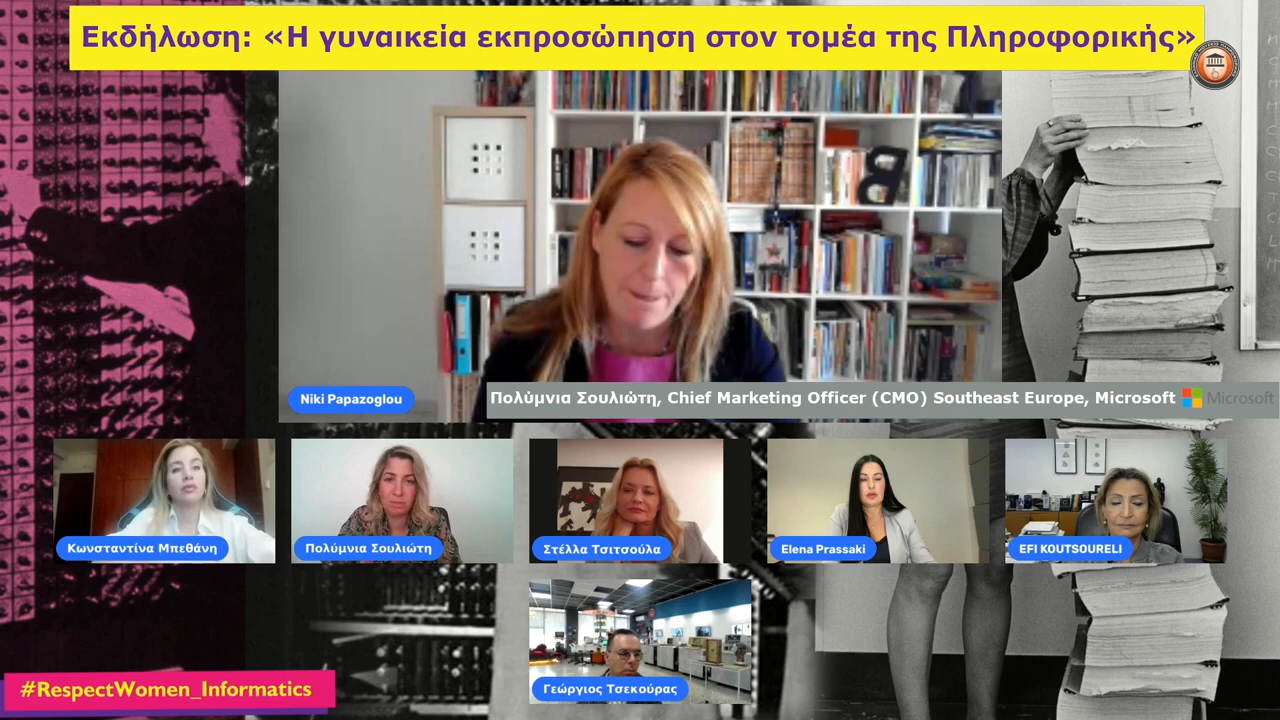 Εκδήλωση: «Η γυναικεία εκπροσώπηση στον τομέα της Πληροφορικής»
Niki Papazoglou
Πολύμνια Σουλιώτη, Chief Marketing Officer (CMO) Southeast Europe, Microsoft
Microsoft
Κωνσταντίνα Μπεθάνη
Πολύμνια Σουλιώτη
Στέλλα Τσιτσούλα
Elena Prassaki
EFI KOUTSOURELI
Γεώργιος Τσεκούρας
#RespectWomen_Informatics